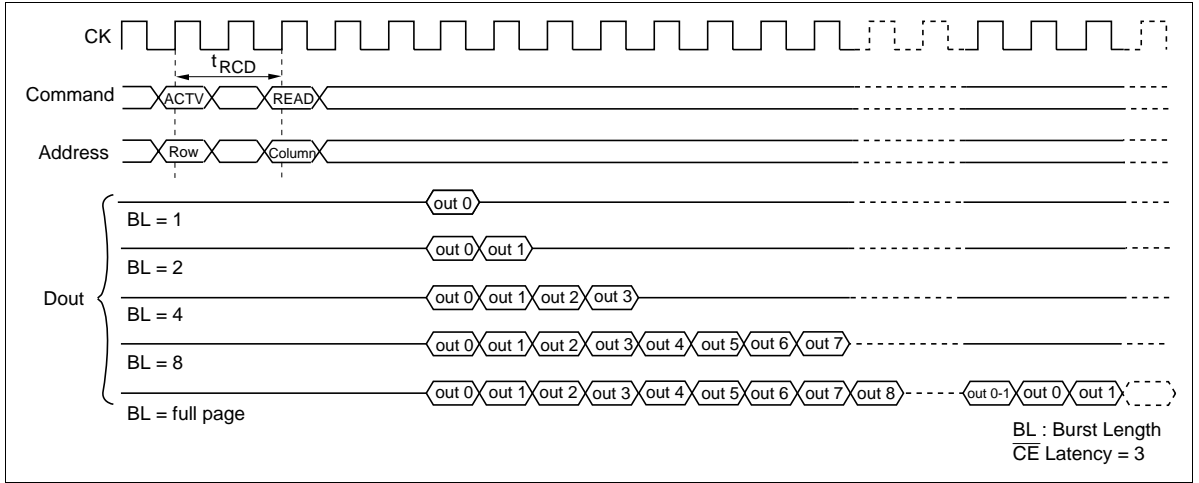 CK
tRCD
Command ACTV READ
Address Row Column
Dout
out 0
BL = 1
out 0 out 1
BL = 2
out 0 out 1 out 2 out 3
BL = 4
out 0 out 1 out 2 out 3 out 4 out 5 out 6 out 7
BL = 8
out 0 out 1 out 2 out 3 out 4 out 5 out 6 out 7 out 8 out 0-1 out 0 out 1
BL = full page
BL : Burst Length
CE Latency = 3